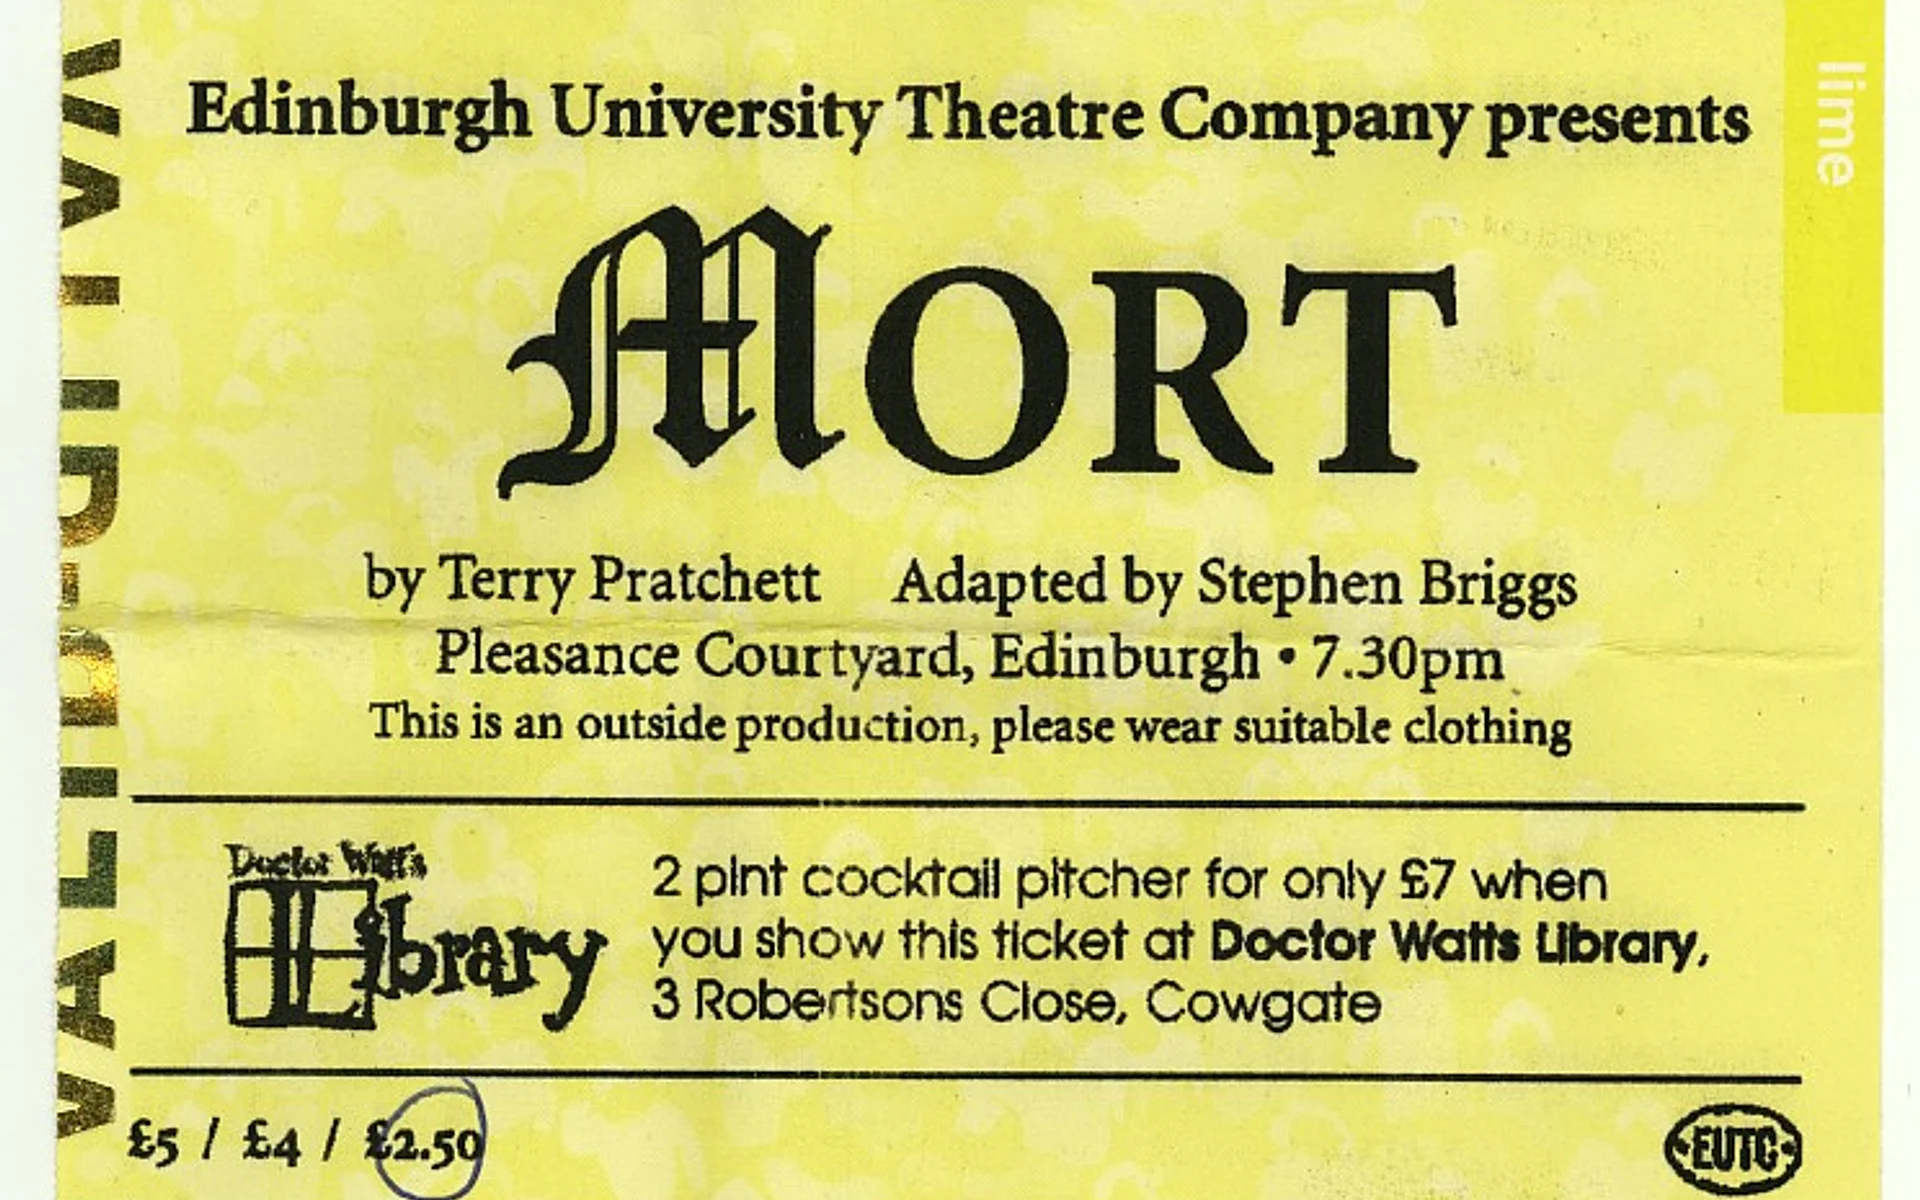 Edinburgh University Theatre Company presents
lime
MORT
by Terry Pratchett Adapted by Stephen Briggs
Pleasance Courtyard, Edinburgh • 7.30pm
This is an outside production, please wear suitable clothing
Doctor Watt's
Library
2 pint cocktail pitcher for only £7 when
you show this ticket at Doctor Watts Library,
3 Robertsons Close, Cowgate
£5 / £4 / £2.50
EUTC
VALID